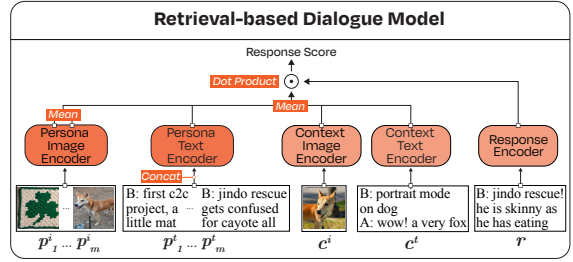 Retrieval-based Dialogue Model
Response Score
Dot Product
Mean
Mean
Persona
Image
Encoder
Persona
Text
Encoder
Context
Image
Encoder
Context
Text
Encoder
Response
Encoder
Concat
B: first c2c
project, a
little mat
...
B: jindo rescue
gets confused
for cayote all
B: portrait mode
on dog
A: wow! a very fox
B: jindo rescue!
he is skinny as
he has eating
p^i_1 ... p^i_m
p^t_1 ... p^t_m
c^i
c^t
r